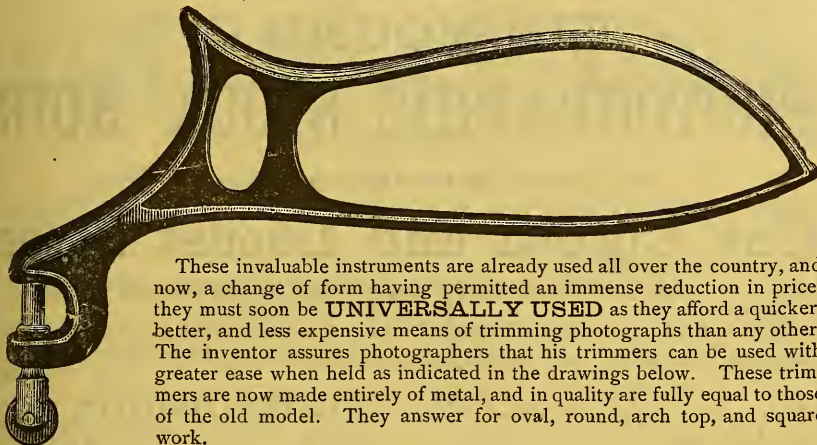 These invaluable instruments are already used all over the country, and
now, a change of form having permitted an immense reduction in price
they must soon be UNIVERSALLY USED as they afford a quicker
better, and less expensive means of trimming photographs than any other
The inventor assures photographers that his trimmers can be used with
greater ease when held as indicated in the drawings below. These trim
mers are now made entirely of metal, and in quality are fully equal to those
of the old model. They answer for oval, round, arch top, and square
work.